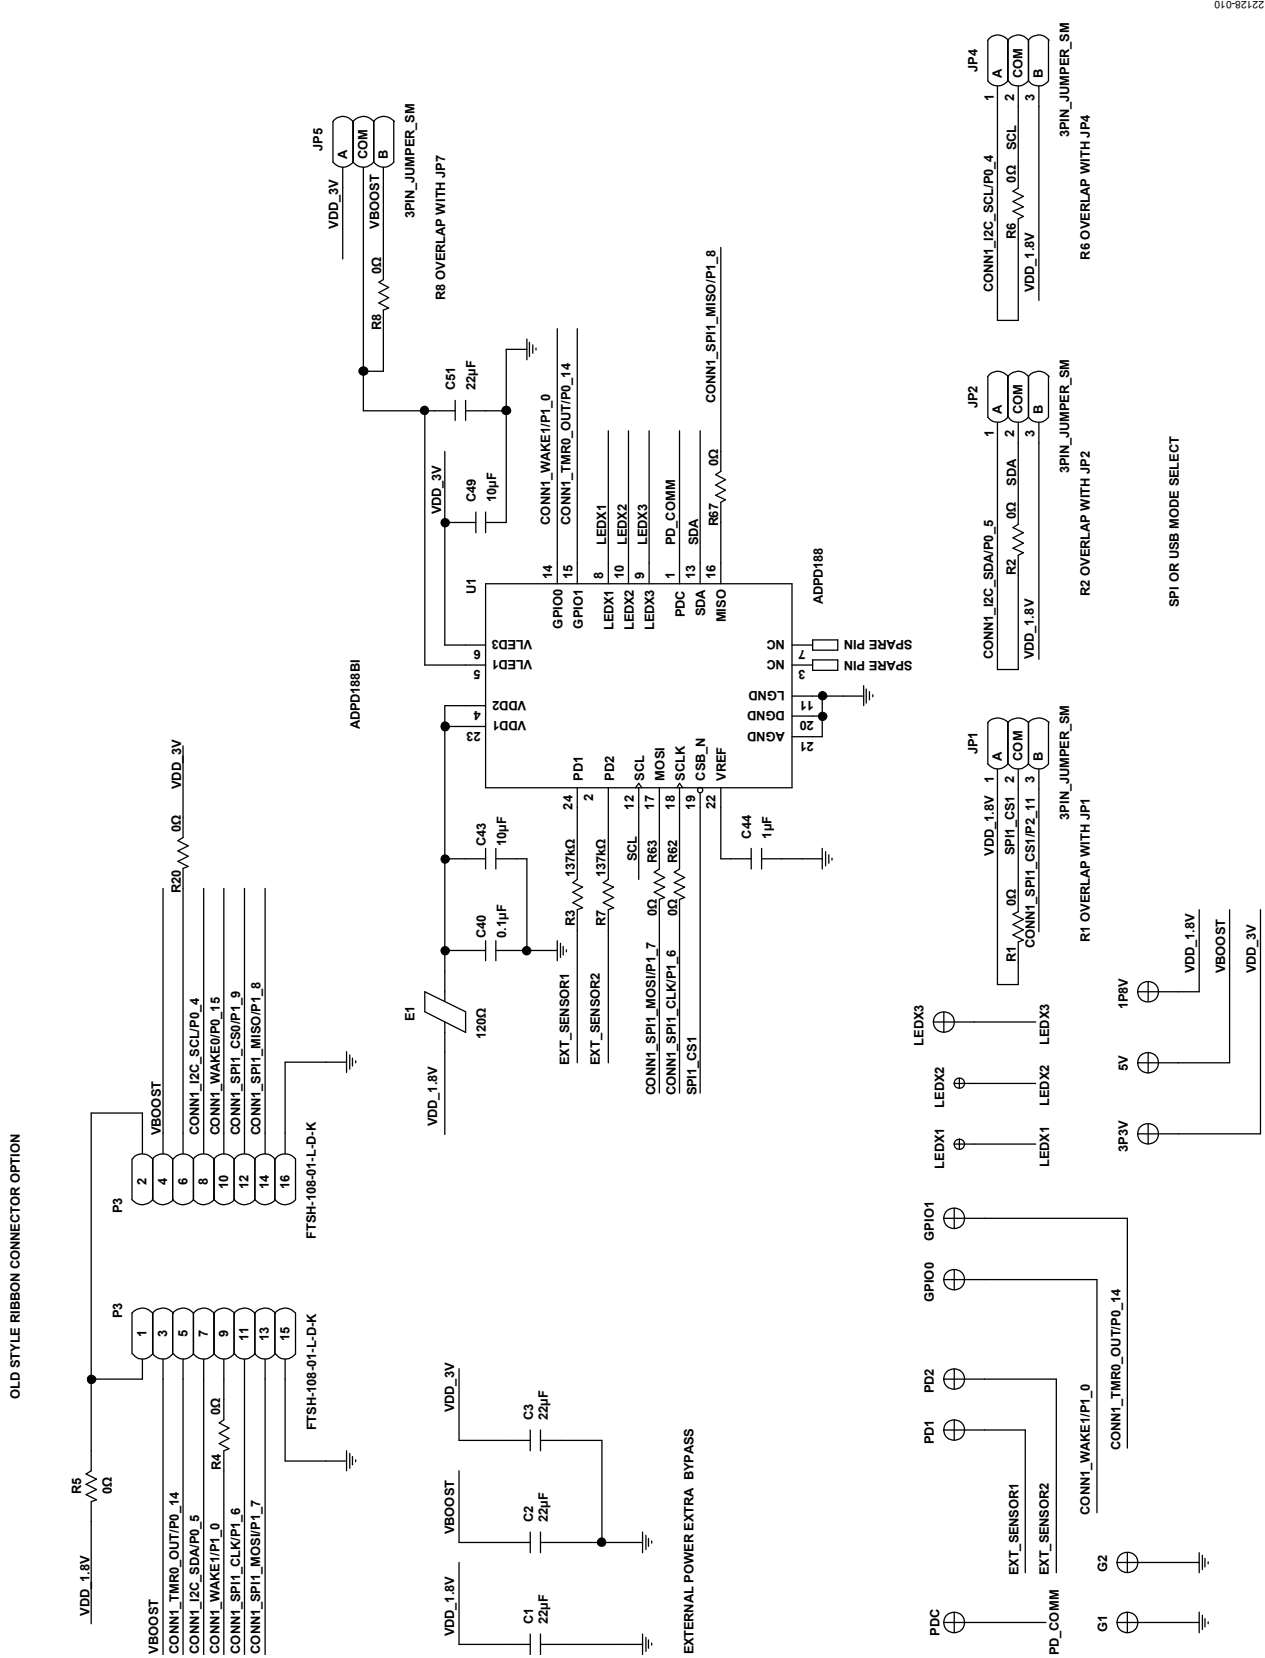 OLD STYLE RIBBON CONNECTOR OPTION
VDD_1.8V
R5
0Ω
P3
1
3
5
7
9
11
13
15
FTSH-108-01-L-D-K
VBOOST
CONN1_TMR0_OUT/P0_14
CONN1_I2C_SDA/P0_5
CONN1_WAKE1/P1_0
R4
0Ω
CONN1_SPI1_CLK/P1_6
CONN1_SPI1_MOSI/P1_7
P3
2
4
6
8
10
12
14
16
FTSH-108-01-L-D-K
VBOOST
R20
0Ω
VDD_3V
CONN1_I2C_SCL/P0_4
CONN1_WAKE0/P0_15
CONN1_SPI1_CS0/P1_9
CONN1_SPI1_MISO/P1_8
VDD_1.8V
C1
22µF
VBOOST
C2
22µF
VDD_3V
C3
22µF
EXTERNAL POWER EXTRA BYPASS
ADPD188BI
VDD_1.8V
E1
120Ω
C40
0.1µF
C43
10µF
VDD_3V
C49
10µF
C51
22µF
JP5
A
COM
B
VDD_3V
VBOOST
R8
0Ω
3PIN_JUMPER_SM
R8 OVERLAP WITH JP7
U1
ADPD188
23
VDD1
4
VDD2
5
VLED1
6
VLED3
EXT_SENSOR1
R3
137kΩ
24
PD1
EXT_SENSOR2
R7
137kΩ
2
PD2
SCL
12
SCL
CONN1_SPI1_MOSI/P1_7
0Ω
R63
17
MOSI
CONN1_SPI1_CLK/P1_6
0Ω
R62
18
SCLK
SPI1_CS1
19
CSB_N
22
VREF
C44
1µF
GPIO0
14
CONN1_WAKE1/P1_0
GPIO1
15
CONN1_TMR0_OUT/P0_14
LEDX1
8
LEDX1
LEDX2
10
LEDX2
LEDX3
9
LEDX3
PDC
1
PD_COMM
SDA
13
SDA
MISO
16
R67
0Ω
CONN1_SPI1_MISO/P1_8
AGND
21
DGND
20
LGND
11
NC
3
SPARE PIN
NC
7
SPARE PIN
PDC
PD_COMM
G1
G2
PD1
EXT_SENSOR1
PD2
EXT_SENSOR2
GPIO0
CONN1_WAKE1/P1_0
GPIO1
CONN1_TMR0_OUT/P0_14
LEDX1
LEDX1
LEDX2
LEDX2
LEDX3
LEDX3
3P3V
VDD_3V
5V
VBOOST
1P8V
VDD_1.8V
JP1
A
COM
B
VDD_1.8V
1
R1
0Ω
SPI1_CS1
2
CONN1_SPI1_CS1/P2_11
3
3PIN_JUMPER_SM
R1 OVERLAP WITH JP1
JP2
A
COM
B
CONN1_I2C_SDA/P0_5
1
R2
0Ω
SDA
2
VDD_1.8V
3
3PIN_JUMPER_SM
R2 OVERLAP WITH JP2
JP4
A
COM
B
CONN1_I2C_SCL/P0_4
1
R6
0Ω
SCL
2
VDD_1.8V
3
3PIN_JUMPER_SM
R6 OVERLAP WITH JP4
SPI OR USB MODE SELECT
22128-010